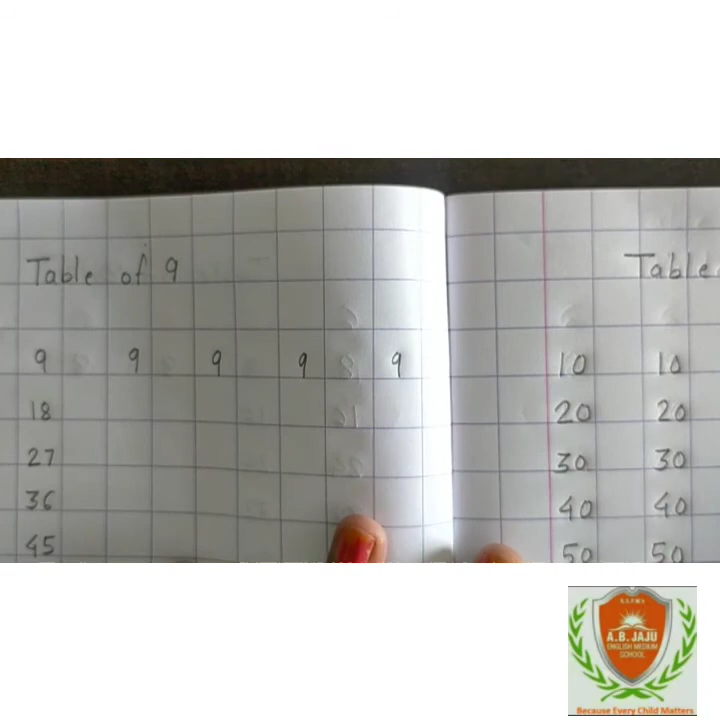 Table of 9
9 9 9 9 9
18
27
36
45
Table
10 10
20 20
30 30
40 40
50 50
A.B.JAJU
ENGLISH MEDIUM
SCHOOL
Because Every Child Matters